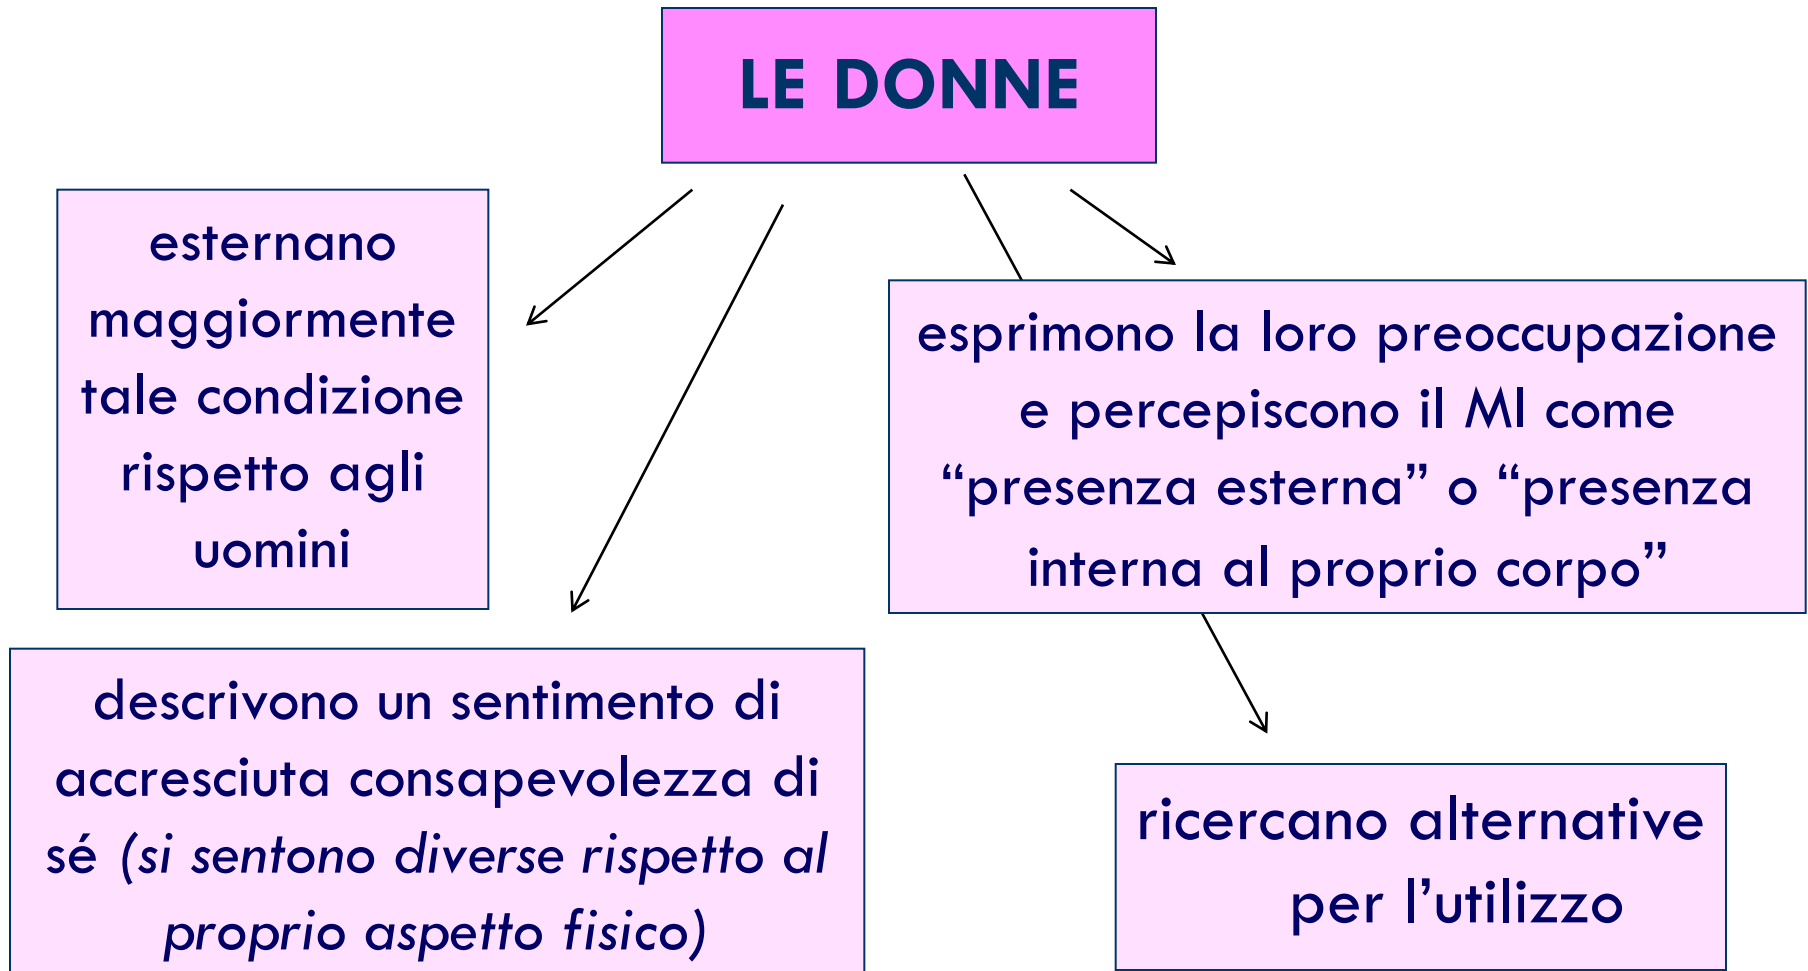 LE DONNE
esternano
maggiormente
tale condizione
rispetto agli
uomini
esprimono la loro preoccupazione
e percepiscono il MI come
“presenza esterna” o “presenza
interna al proprio corpo”
descrivono un sentimento di
accresciuta consapevolezza di
sé (si sentono diverse rispetto al
proprio aspetto fisico)
ricercano alternative
per l’utilizzo